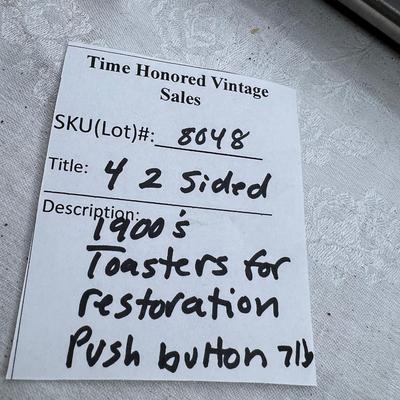 Time Honored Vintage
Sales
SKU(Lot)#: 8048
Title: 4 2 Sided
Description:
1900's
Toasters for
restoration
Push button 7lb